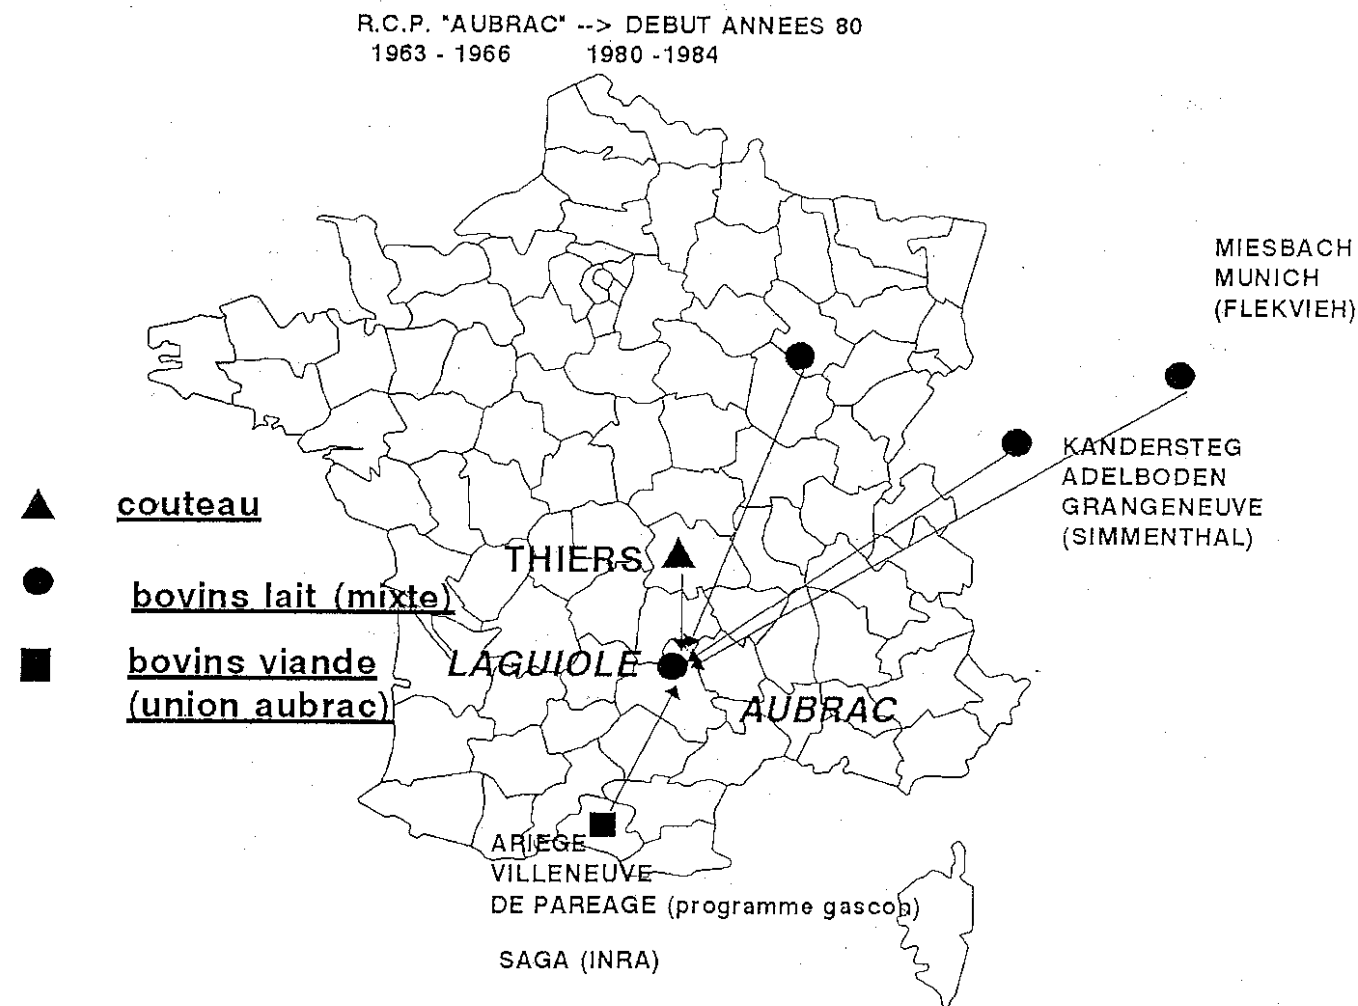 R.C.P. "AUBRAC" --> DEBUT ANNEES 80
1963 - 1966 1980 -1984
MIESBACH
MUNICH
(FLEKVIEH)
KANDERSTEG
ADELBODEN
GRANGENEUVE
(SIMMENTHAL)
couteau
THIERS
bovins lait (mixte)
LAGUIOLE
bovins viande
(union aubrac)
AUBRAC
ARIEGE
VILLENEUVE
DE PAREAGE (programme gascon)
SAGA (INRA)